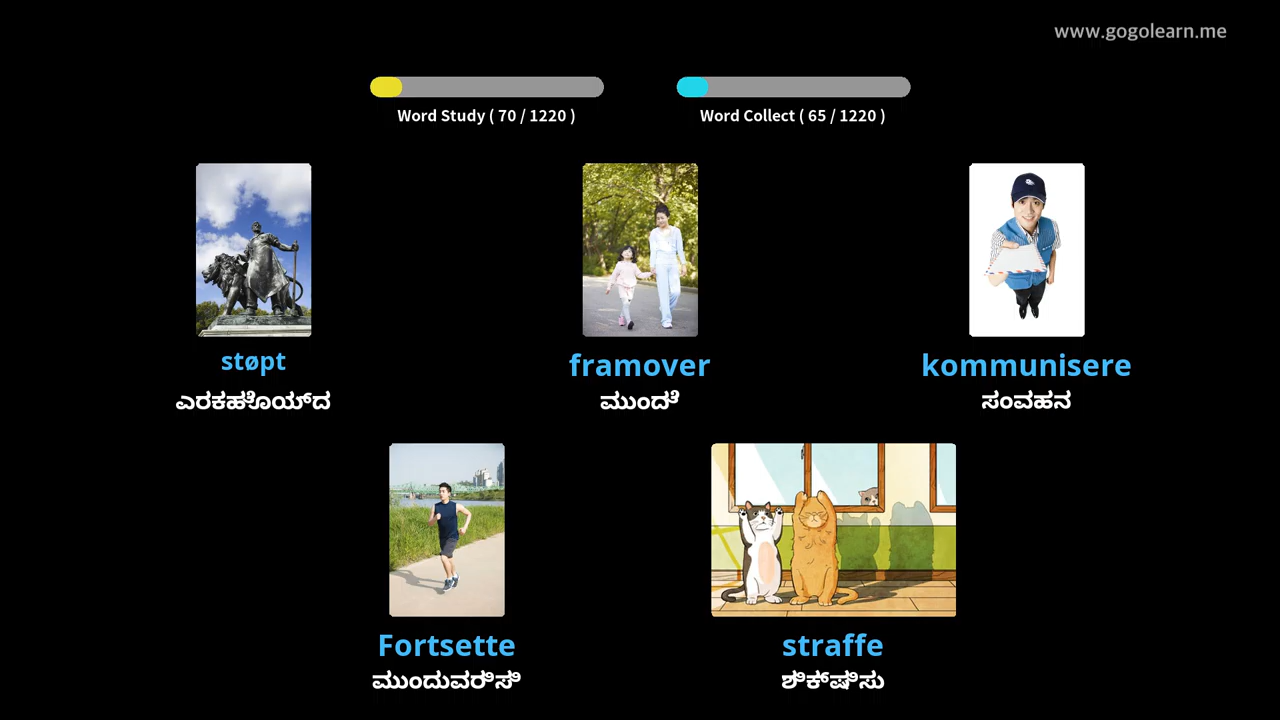 www.gogolearn.me
Word Study ( 70 / 1220 )
Word Collect ( 65 / 1220 )
støpt
ಎರಕಹೊಯ್ದ
framover
ಮುಂದೆ
kommunisere
ಸಂವಹನ
Fortsette
ಮುಂದುವರಿಸಿ
straffe
ಶಿಕ್ಷಿಸು